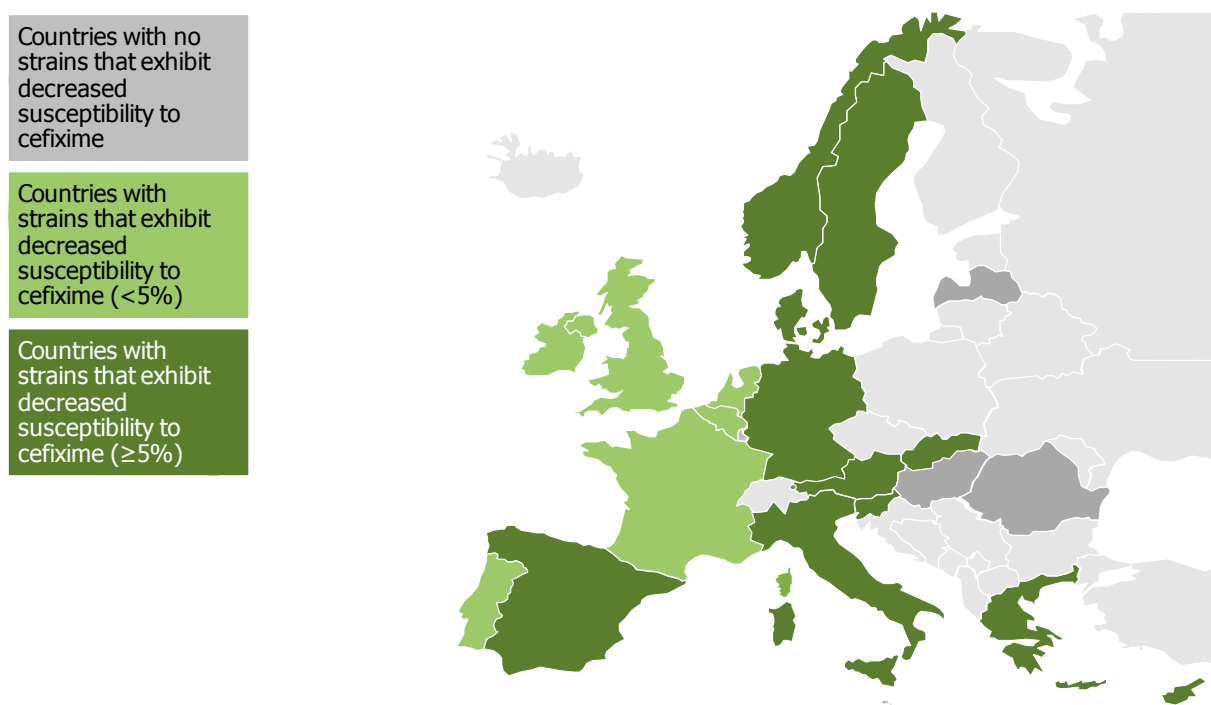 Countries with no
strains that exhibit
decreased
susceptibility to
cefixime
Countries with
strains that exhibit
decreased
susceptibility to
cefixime (<5%)
Countries with
strains that exhibit
decreased
susceptibility to
cefixime (≥5%)